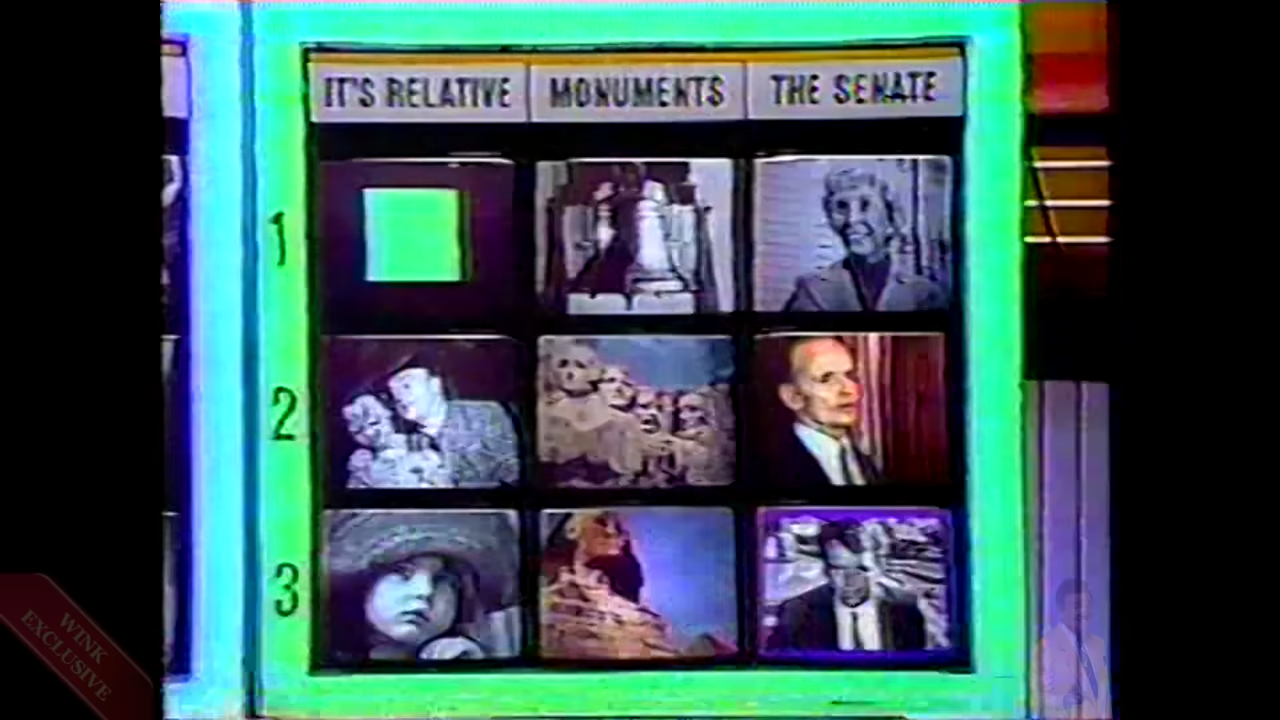 IT'S RELATIVE
MONUMENTS
THE SENATE
1
2
3
WINK
EXCLUSIVE